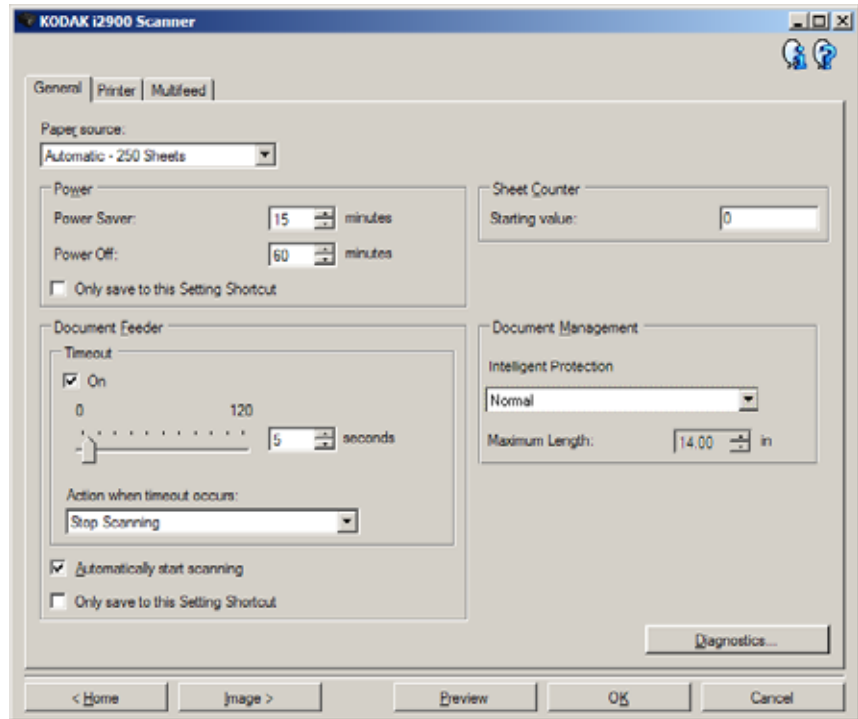 KODAK i2900 Scanner
General Printer Multifeed
Paper source:
Automatic - 250 Sheets
Power
Power Saver: 15 minutes
Power Off: 60 minutes
Only save to this Setting Shortcut
Sheet Counter
Starting value: 0
Document Feeder
Timeout
On
0 120
5 seconds
Action when timeout occurs:
Stop Scanning
Automatically start scanning
Only save to this Setting Shortcut
Document Management
Intelligent Protection
Normal
Maximum Length: 14.00 in
Diagnostics...
< Home Image > Preview OK Cancel